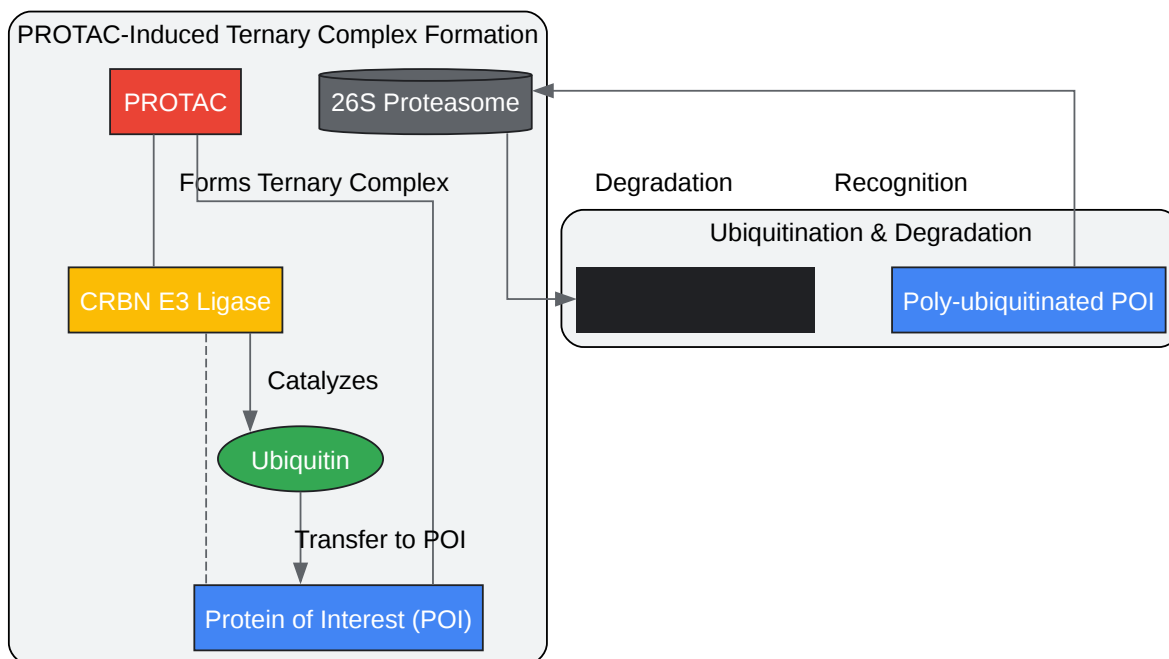 PROTAC-Induced Ternary Complex Formation
PROTAC
26S Proteasome
Forms Ternary Complex
Degradation
Recognition
Ubiquitination & Degradation
CRBN E3 Ligase
Poly-ubiquitinated POI
Catalyzes
Ubiquitin
Transfer to POI
Protein of Interest (POI)